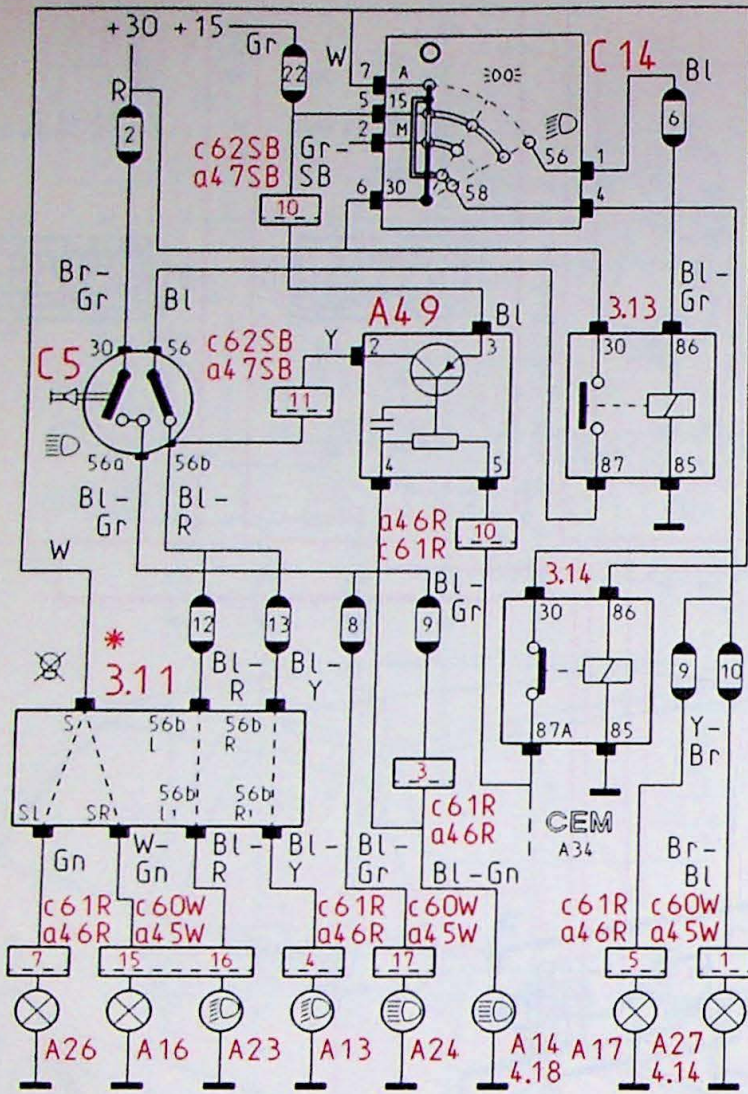 +30 +15
Gr
W
22
7
A
C14
Bl
R
2
5
15
6
2
M
c62SB
a47SB
Gr-
SB
56
1
10
6
30
58
4
Br-
Gr
Bl
A49
Bl
3.13
Bl-
Gr
c62SB
a47SB
Y
2
3
30
86
C5
30
56
11
56a
56b
4
5
87
85
Bl-
Gr
Bl-
R
a46R
c61R
10
W
Bl-
Gr
3.14
12
13
8
9
30
86
*
3.11
Bl-
R
Bl-
Y
9
10
S
56b
L
56b
R
87A
85
Y-
Br
3
SL
SR
56b
L'
56b
R'
c61R
a46R
CEM
A34
Gn
W-
Gn
Bl-
R
Bl-
Y
Bl-
Gr
Bl-Gn
Br-
Bl
c61R
a46R
c60W
a45W
c61R
a46R
c60W
a45W
c61R
a46R
c60W
a45W
7
15
16
4
17
5
1
A26
A16
A23
A13
A24
A14
4.18
A17
A27
4.14